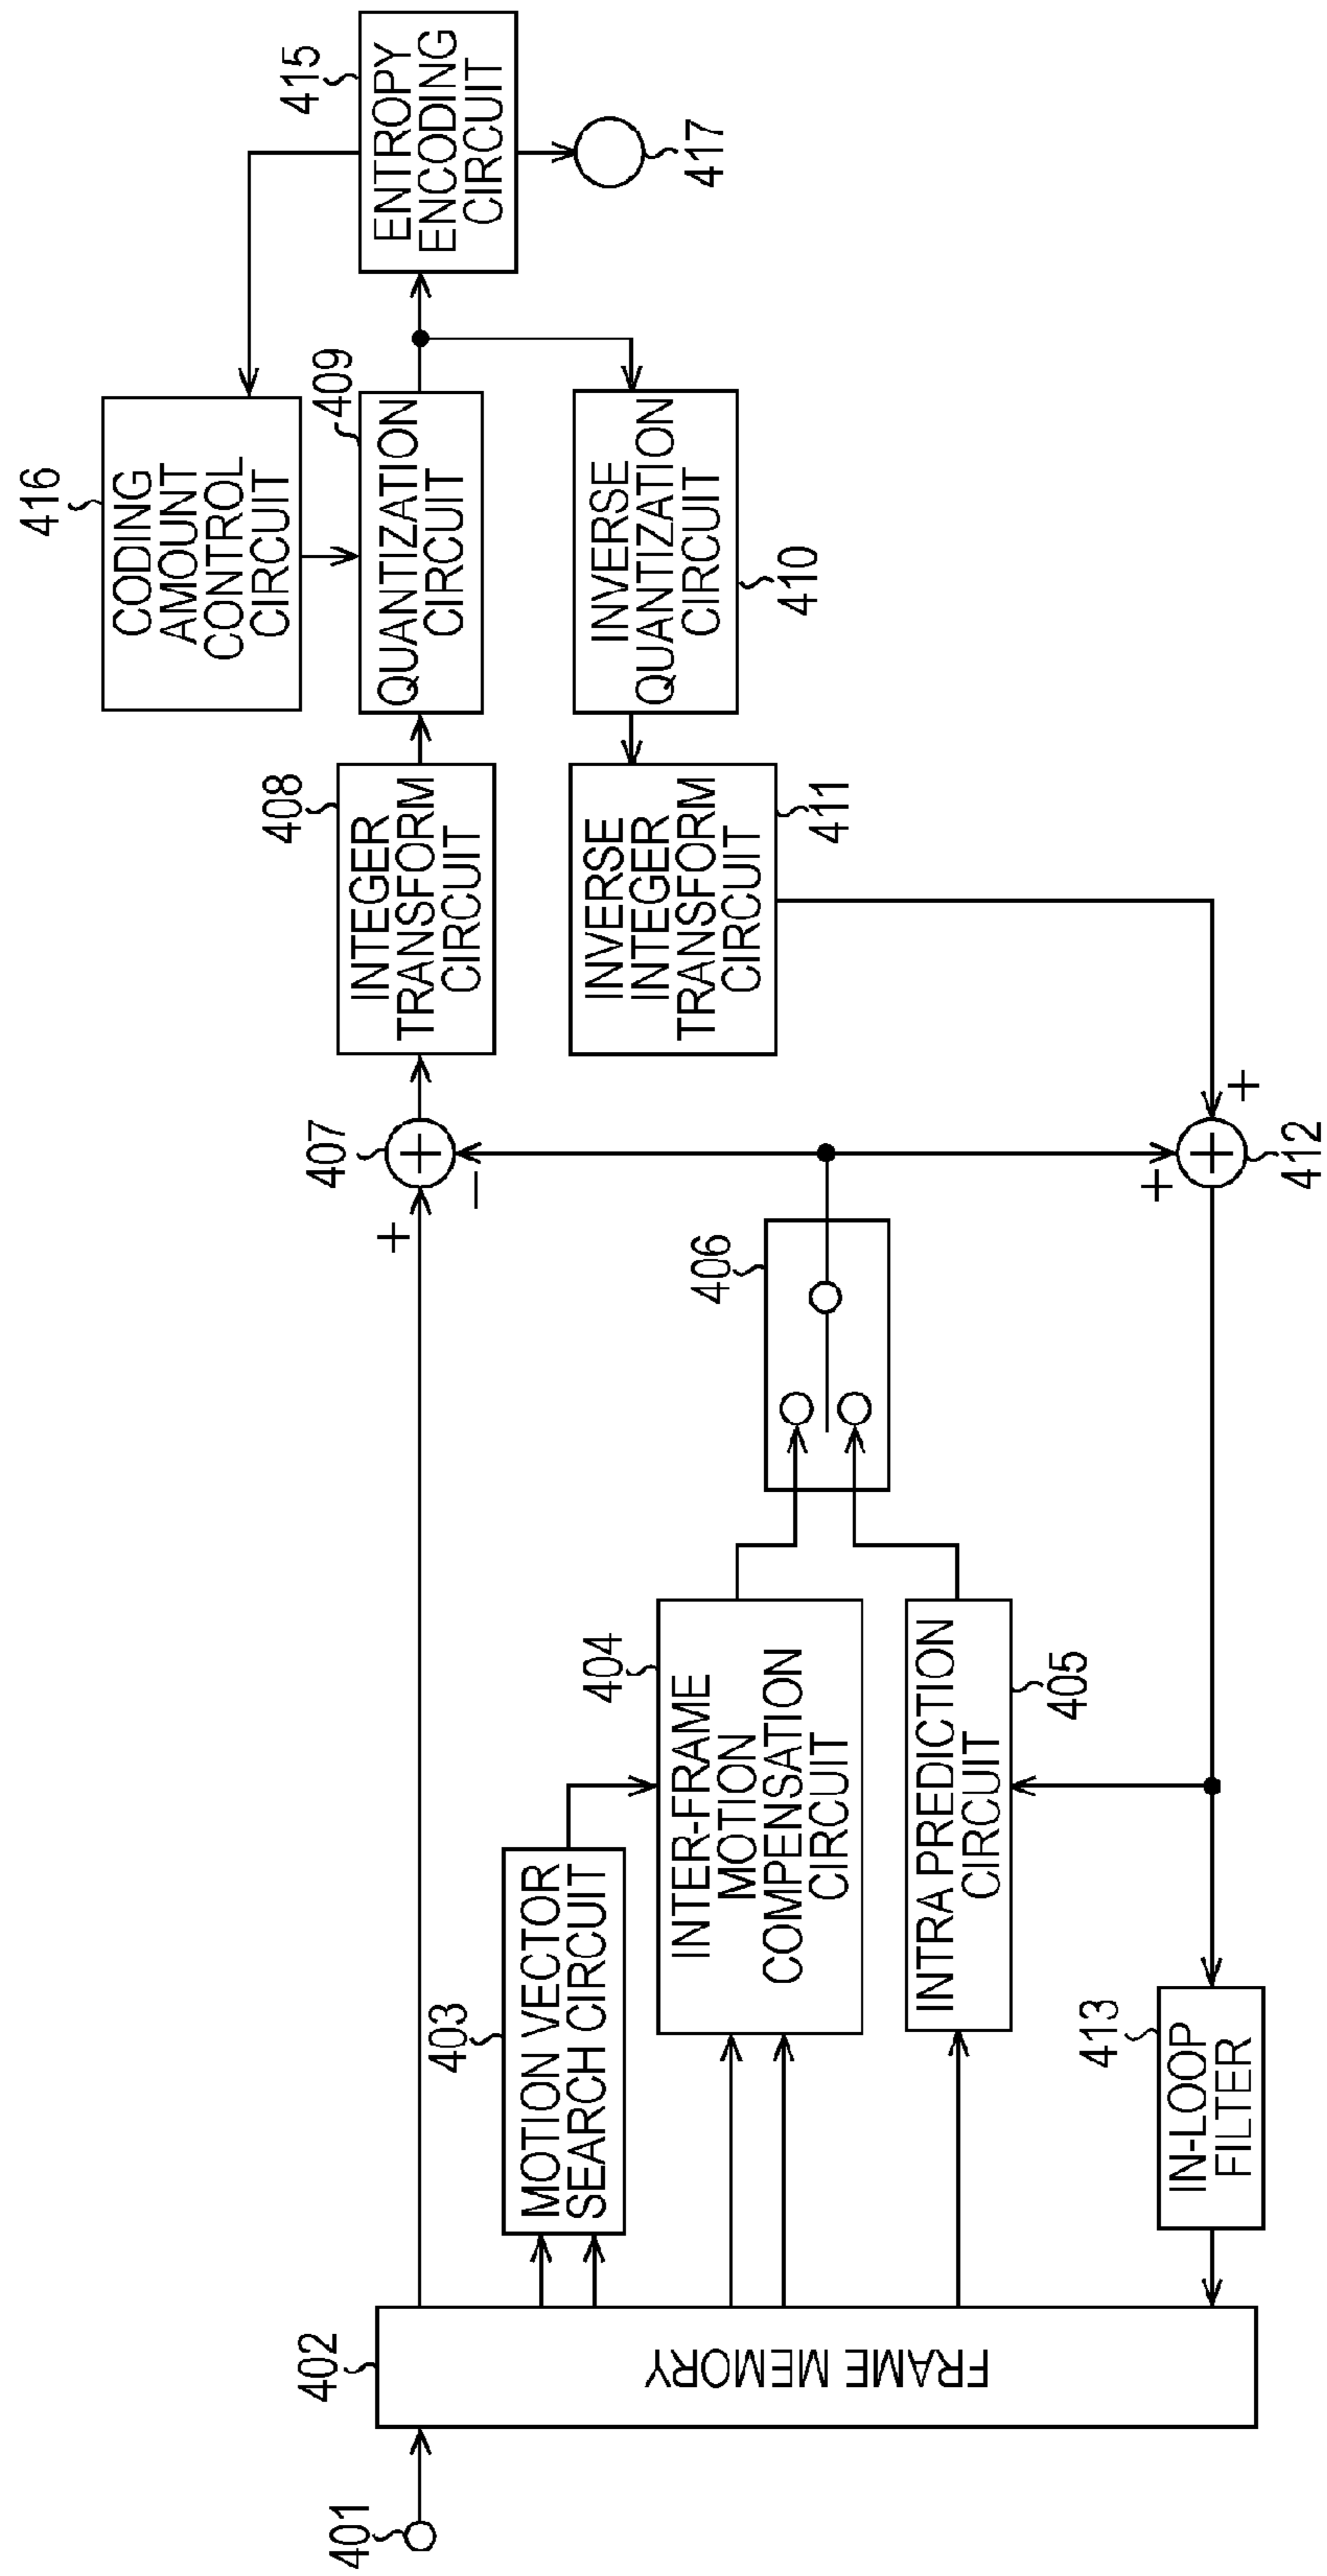 401
402
FRAME MEMORY
403
MOTION VECTOR
SEARCH CIRCUIT
404
INTER-FRAME
MOTION
COMPENSATION
CIRCUIT
INTRA PREDICTION
CIRCUIT
405
413
IN-LOOP
FILTER
406
407
+
−
+
+
+
+
412
408
INTEGER
TRANSFORM
CIRCUIT
INVERSE
INTEGER
TRANSFORM
CIRCUIT
411
416
CODING
AMOUNT
CONTROL
CIRCUIT
409
QUANTIZATION
CIRCUIT
INVERSE
QUANTIZATION
CIRCUIT
410
415
ENTROPY
ENCODING
CIRCUIT
417